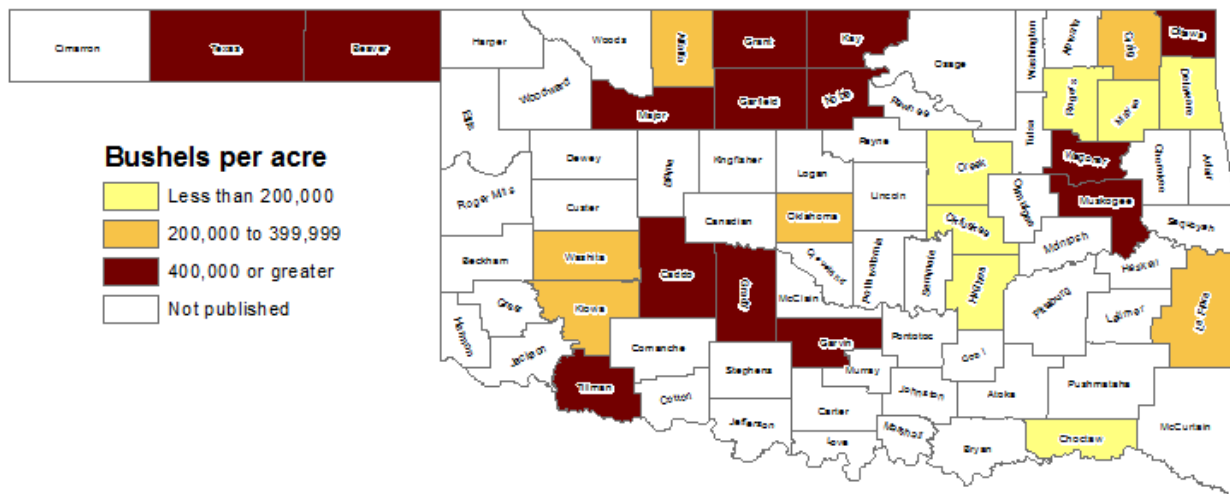 Cimarron
Texas
Beaver
Harper
Woods
Alfalfa
Grant
Kay
Osage
Washington
Nowata
Craig
Ottawa
Ellis
Woodward
Major
Garfield
Noble
Pawnee
Tulsa
Rogers
Mayes
Delaware
Bushels per acre
Less than 200,000
200,000 to 399,999
400,000 or greater
Not published
Dewey
Blaine
Kingfisher
Logan
Payne
Creek
Wagoner
Cherokee
Adair
Roger Mills
Custer
Canadian
Oklahoma
Lincoln
Okmulgee
Muskogee
Sequoyah
Beckham
Washita
Caddo
Grady
Cleveland
Pottawatomie
Seminole
Okfuskee
McIntosh
Haskell
Greer
Kiowa
McClain
Hughes
Pittsburg
Latimer
Le Flore
Harmon
Jackson
Comanche
Garvin
Pontotoc
Coal
Tillman
Stephens
Murray
Johnston
Atoka
Pushmataha
Cotton
Jefferson
Carter
Love
Marshall
Bryan
Choctaw
McCurtain